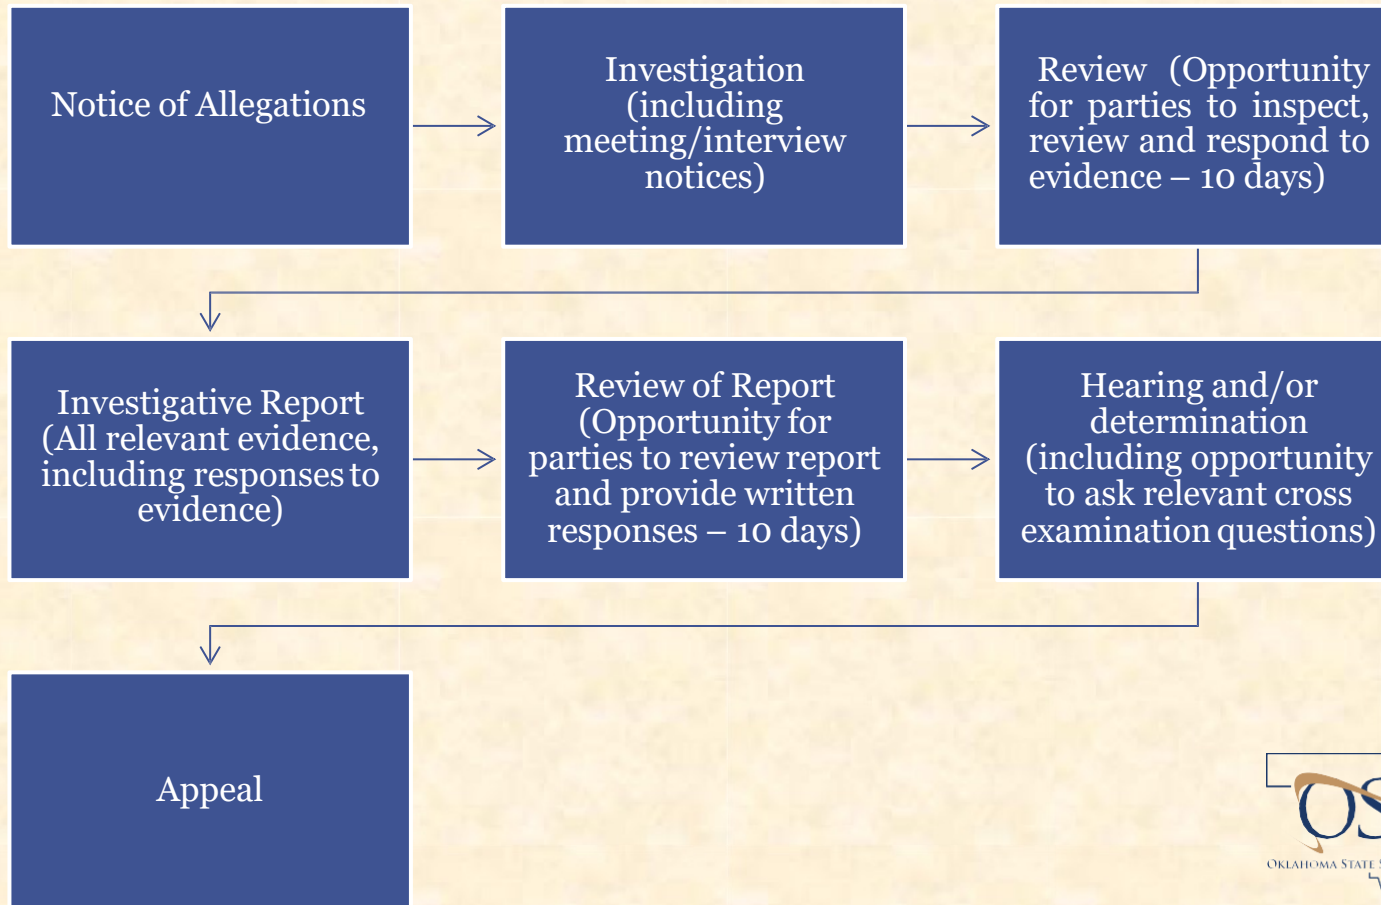 Notice of Allegations
Investigation
(including
meeting/interview
notices)
Review (Opportunity
for parties to inspect,
review and respond to
evidence – 10 days)
Investigative Report
(All relevant evidence,
including responses to
evidence)
Review of Report
(Opportunity for
parties to review report
and provide written
responses – 10 days)
Hearing and/or
determination
(including opportunity
to ask relevant cross
examination questions)
Appeal
OKLAHOMA STATE